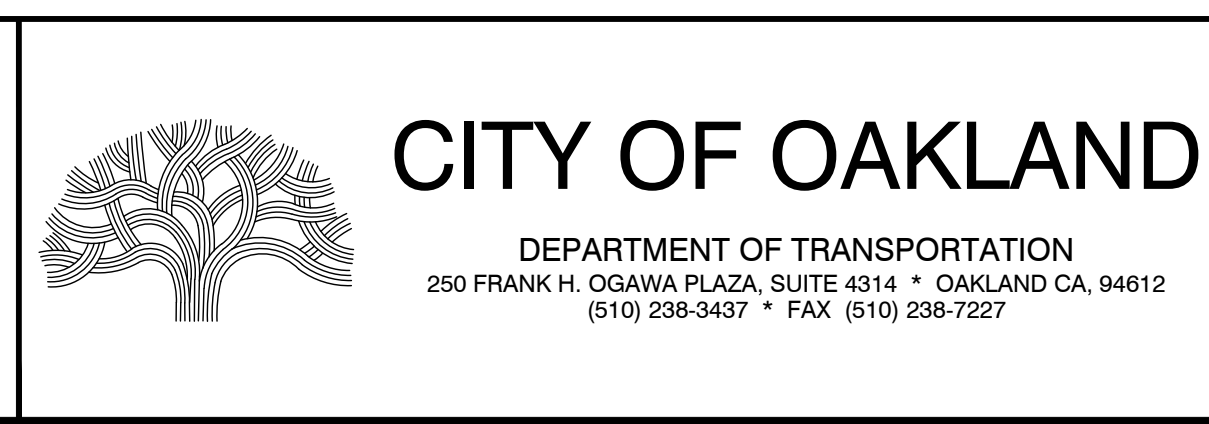 CITY OF OAKLAND
DEPARTMENT OF TRANSPORTATION
250 FRANK H. OGAWA PLAZA, SUITE 4314 * OAKLAND CA, 94612
(510) 238-3437 * FAX (510) 238-7227